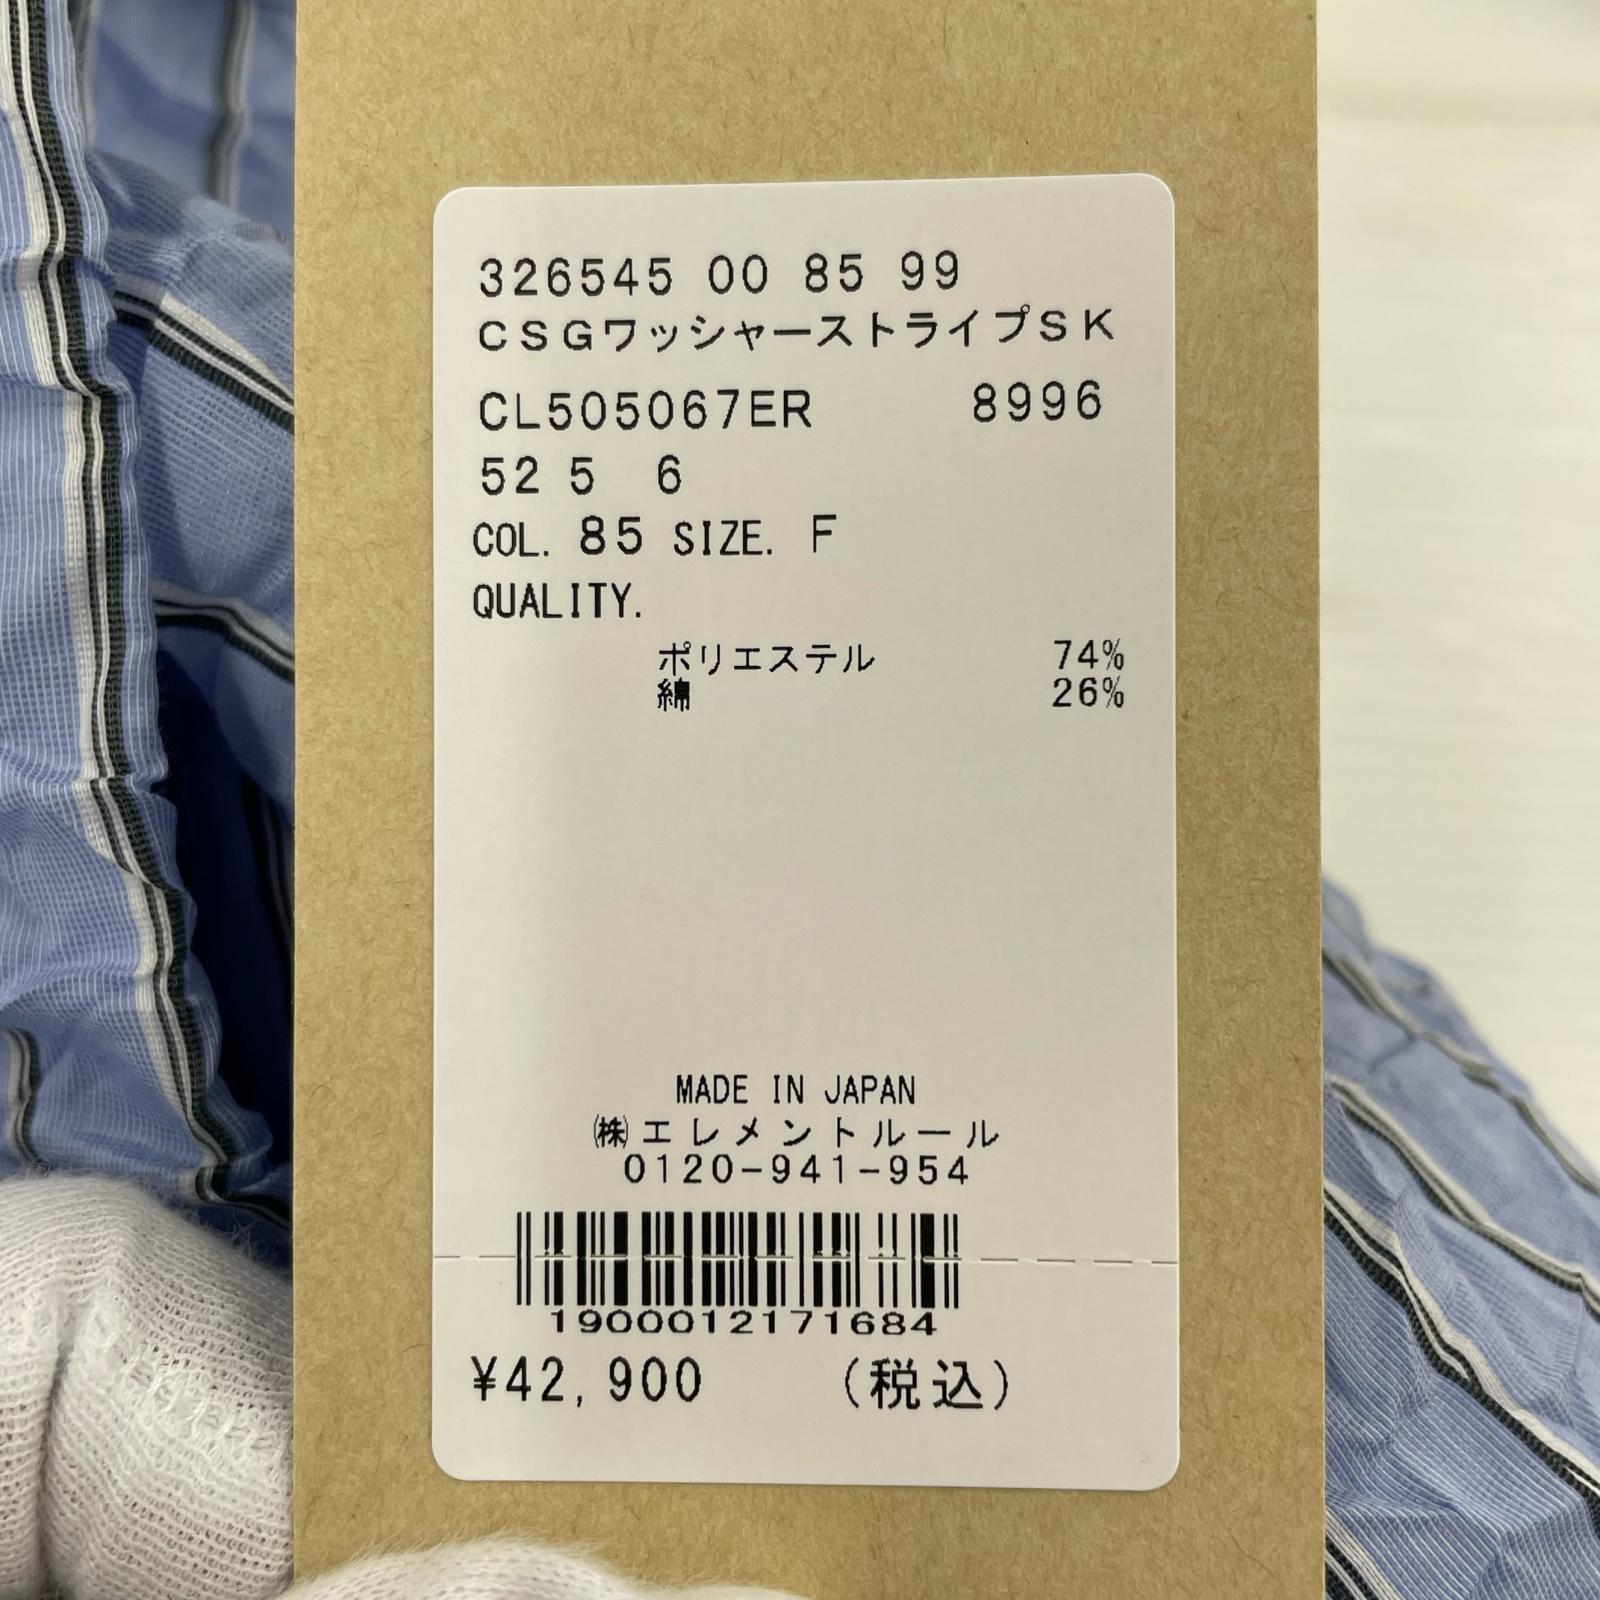 326545 00 85 99
CSGワッシャーストライプSK
CL505067ER 8996
52 5 6
COL. 85 SIZE. F
QUALITY.
ポリエステル 74%
綿 26%
MADE IN JAPAN
㈱エレメントルール
0120-941-954
1900012171684
¥42,900 (税込)